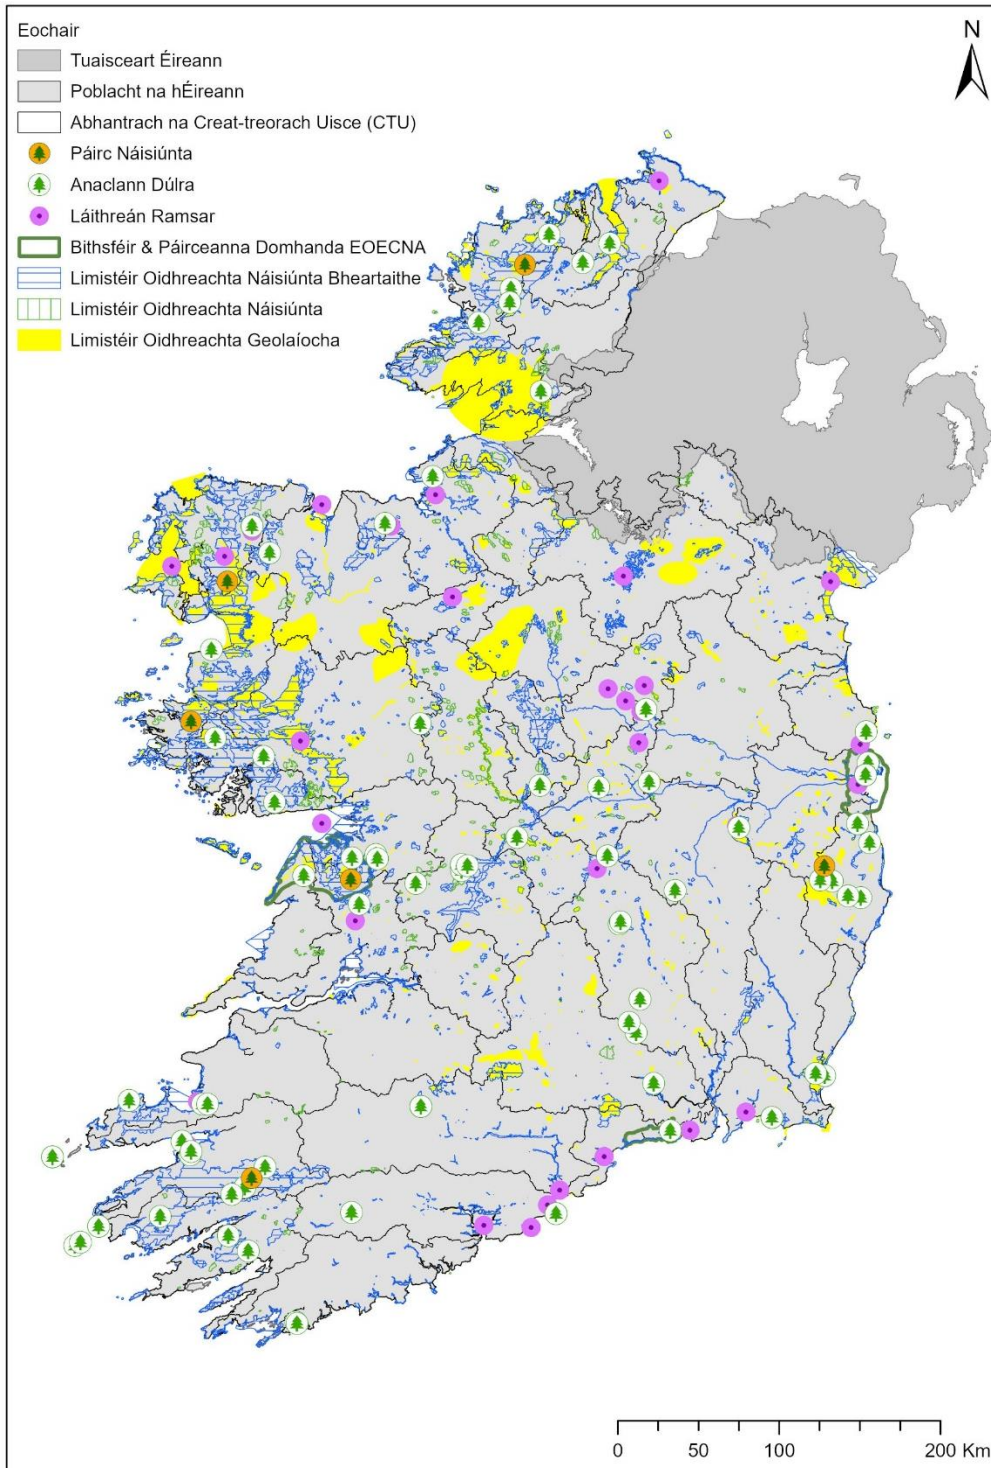 Eochair
Tuaisceart Éireann
Poblacht na hÉireann
Abhantrach na Creat-treorach Uisce (CTU)
Páirc Náisiúnta
Anaclann Dúlra
Láithreán Ramsar
Bithsféir & Páirceanna Domhanda EOECNA
Limistéir Oidhreachta Náisiúnta Bheartaithe
Limistéir Oidhreachta Náisiúnta
Limistéir Oidhreachta Geolaíocha
N
0 50 100 200 Km